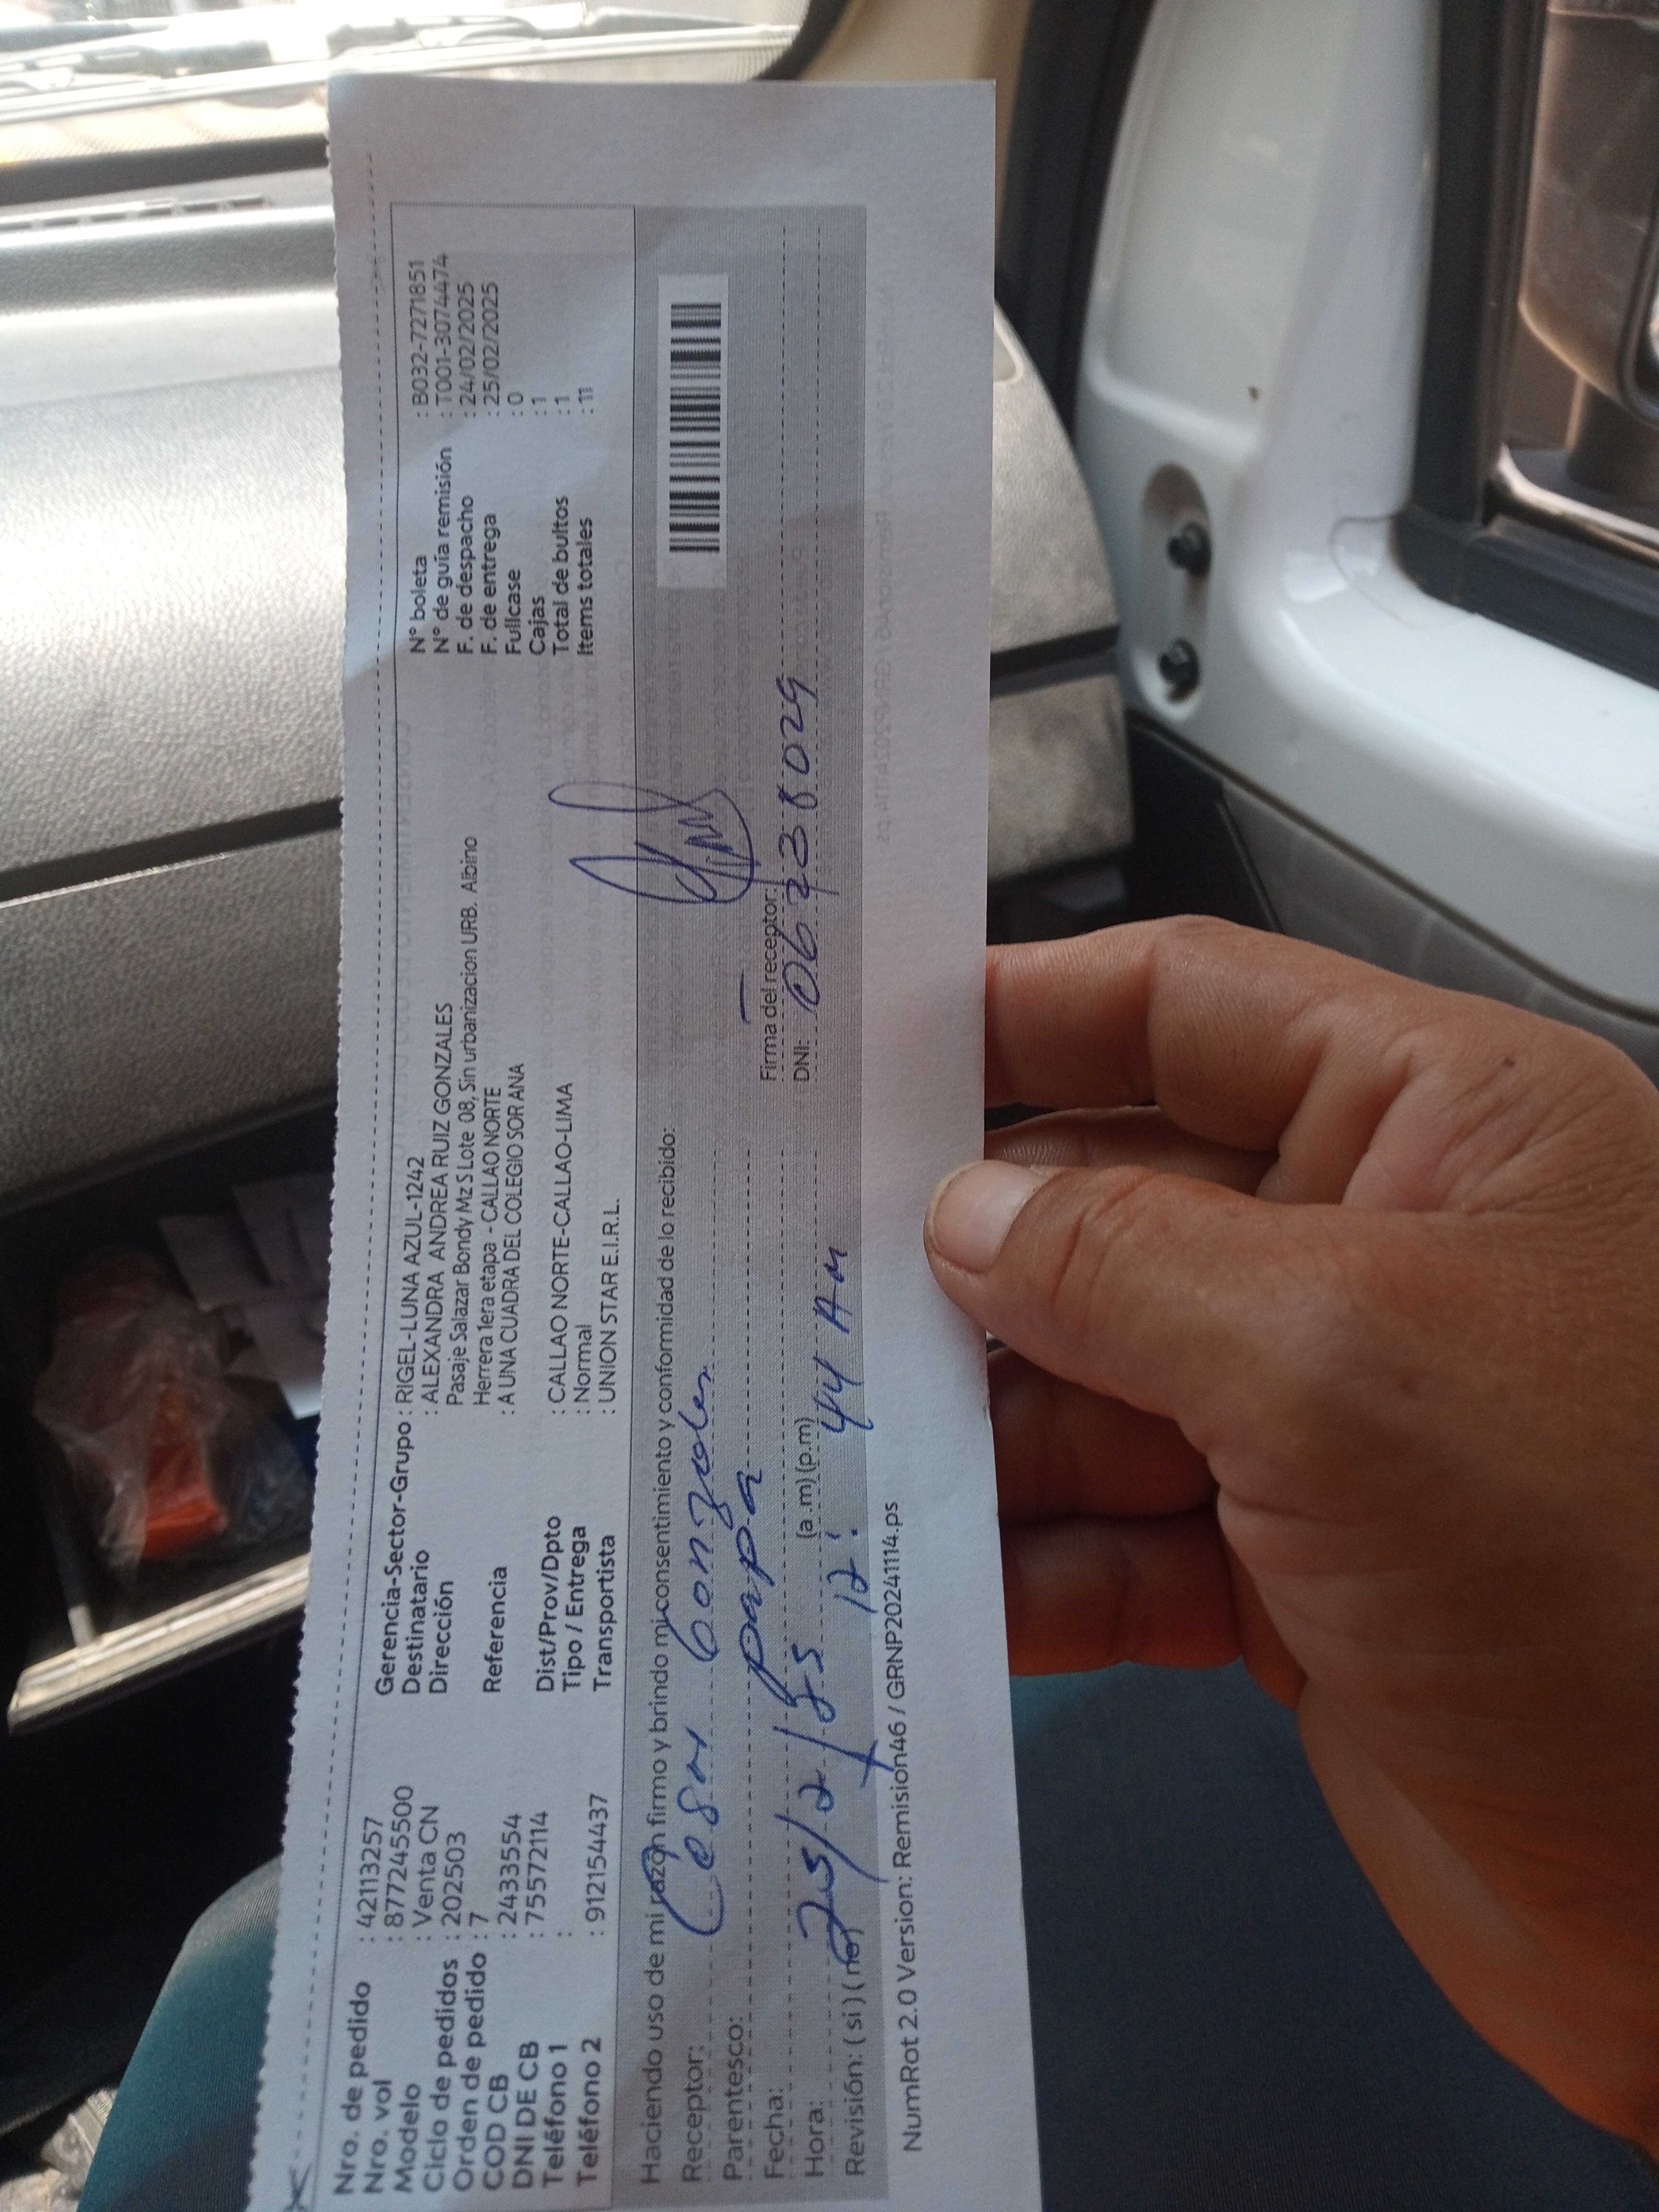 Nro. de pedido : 42113257
Nro. vol : 877245500
Modelo : Venta CN
Ciclo de pedidos : 202503
Orden de pedido : 7
COD CB : 2433554
DNI DE CB : 75572114
Teléfono 1 :
Teléfono 2 : 912154437
Gerencia-Sector-Grupo : RIGEL-LUNA AZUL-1242
Destinatario : ALEXANDRA ANDREA RUIZ GONZALES
Dirección Pasaje Salazar Bondy Mz S Lote 08, Sin urbanizacion URB. Albino
Herrera 1era etapa - CALLAO NORTE
Referencia : A UNA CUADRA DEL COLEGIO SOR ANA
Dist/Prov/Dpto : CALLAO NORTE-CALLAO-LIMA
Tipo / Entrega : Normal
Transportista : UNION STAR E.I.R.L.
N° boleta : B032-7271851
N° de guía remisión : T001-3074474
F. de despacho : 24/02/2025
F. de entrega : 25/02/2025
Fullcase : 0
Cajas : 1
Total de bultos : 1
Items totales : 11
Haciendo uso de mi razón firmo y brindo mi consentimiento y conformidad de lo recibido:
Receptor: Cesar Gonzales
Parentesco: papa
Fecha: 25/2/25
Hora: (a .m) (p.m) 12: 44 AM
Revisión: ( si ) ( no)
Firma del receptor:
DNI: 06738029
NumRot 2.0 Version: Remision46 / GRNP20241114.ps